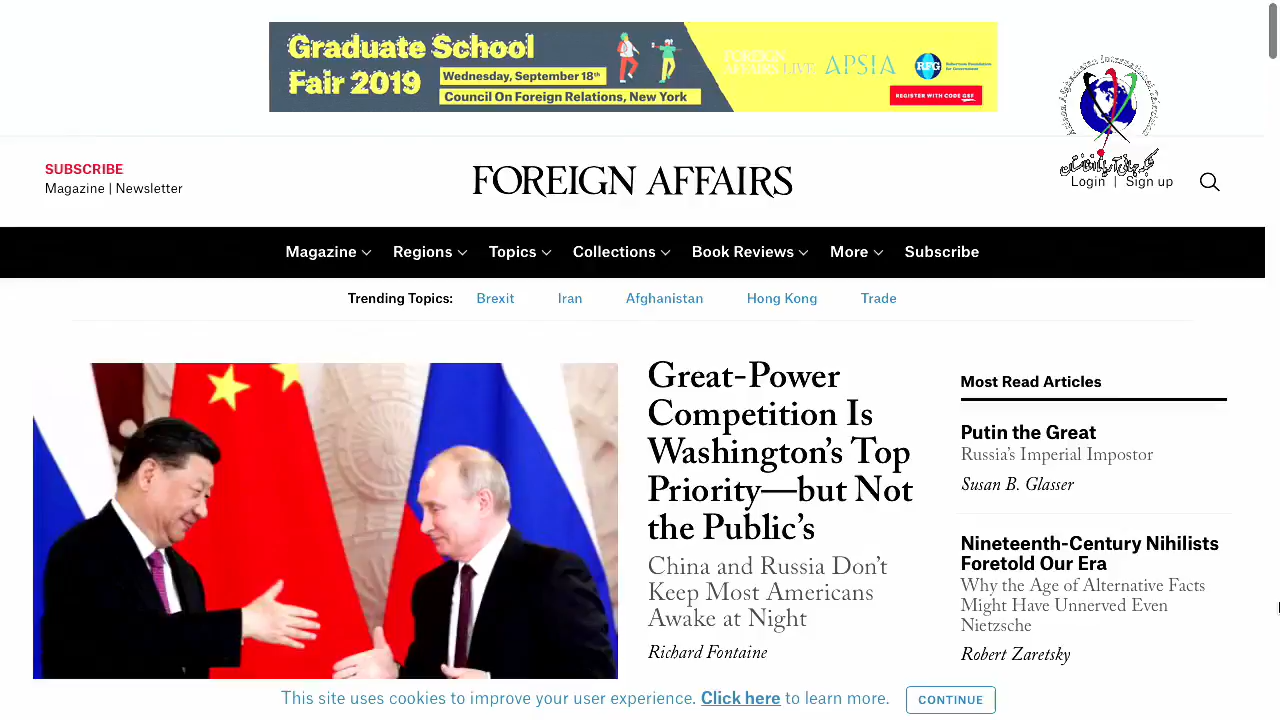 Graduate School
Fair 2019
Wednesday, September 18th
Council On Foreign Relations, New York
FOREIGN
AFFAIRS LIVE
APSIA
RFG
REGISTER WITH CODE GSF
SUBSCRIBE
Magazine | Newsletter
FOREIGN AFFAIRS
Login | Sign up
Magazine Regions Topics Collections Book Reviews More Subscribe
Trending Topics: Brexit Iran Afghanistan Hong Kong Trade
Great-Power
Competition Is
Washington’s Top
Priority—but Not
the Public’s
China and Russia Don’t
Keep Most Americans
Awake at Night
Richard Fontaine
Most Read Articles
Putin the Great
Russia’s Imperial Impostor
Susan B. Glasser
Nineteenth-Century Nihilists
Foretold Our Era
Why the Age of Alternative Facts
Might Have Unnerved Even
Nietzsche
Robert Zaretsky
This site uses cookies to improve your user experience. Click here to learn more. CONTINUE